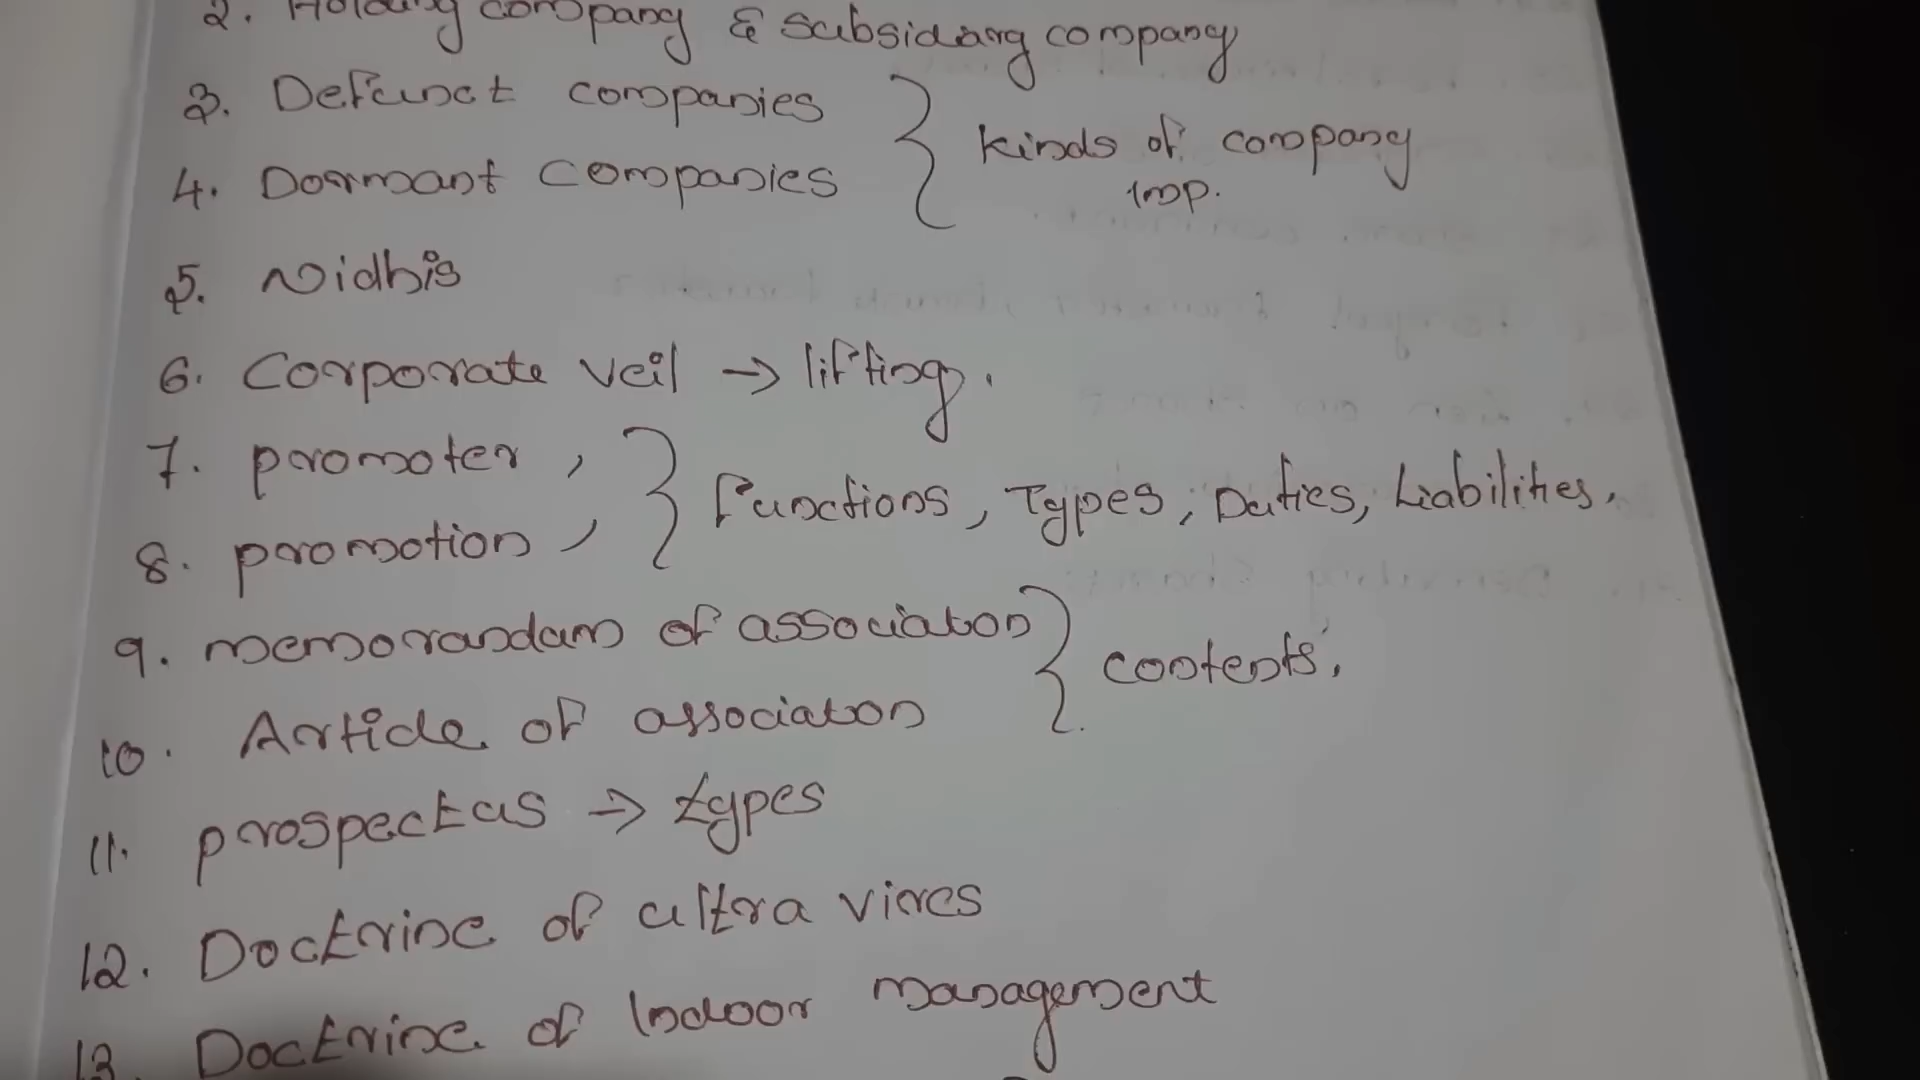 2. Holding company & subsidiary company
3. Defunct companies
4. Dormant Companies
kinds of company
Imp.
5. Nidhis
6. Corporate veil → lifting.
7. promoter,
8. promotion,
functions, Types, Duties, Liabilities.
9. memorandum of association
10. Article of association
contents.
11. prospectus → types
12. Doctrine of ultra vires
13. Doctrine of Indoor management